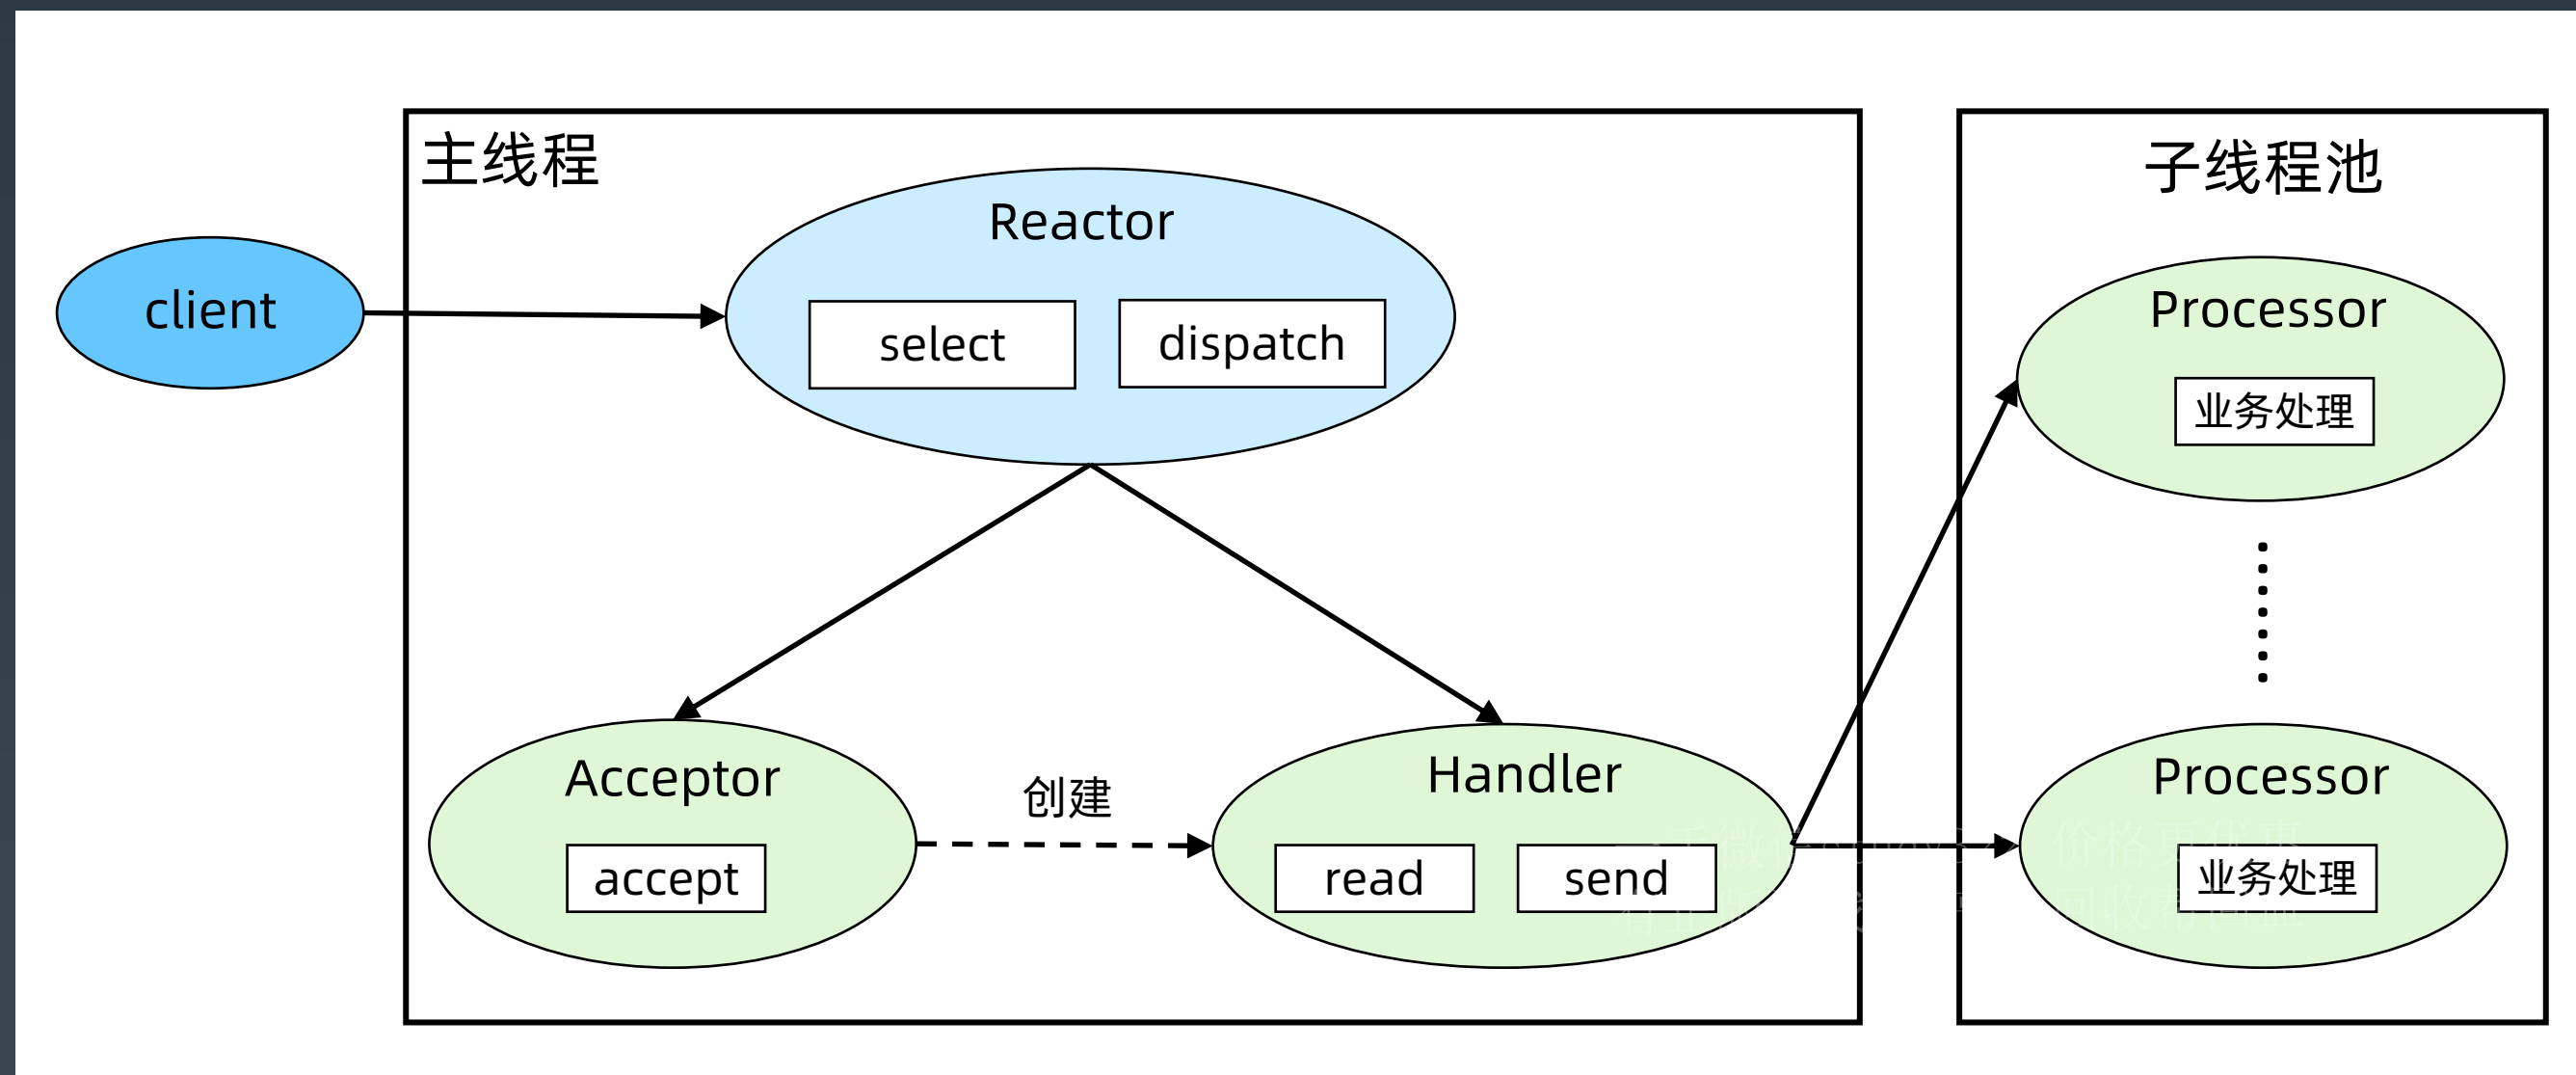 主线程
子线程池
Reactor
client
select
dispatch
Processor
业务处理
Acceptor
创建
Handler
Processor
accept
read
send
业务处理